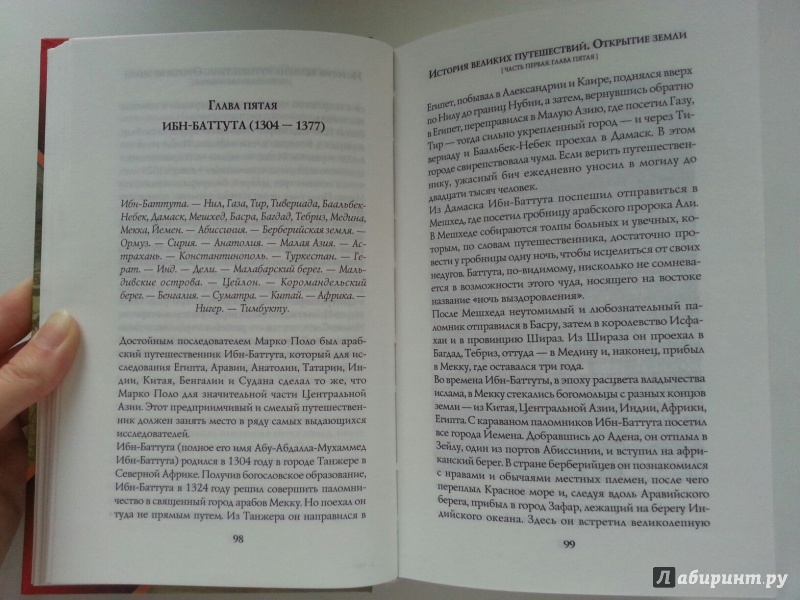 Глава пятая
ИБН-БАТТУТА (1304 — 1377)
Ибн-Баттута. — Нил, Газа, Тир, Тивериада, Баальбек-
Небек, Дамаск, Мешхед, Басра, Багдад, Тебриз, Медина,
Мекка, Йемен. — Абиссиния. — Берберийская земля. —
Ормуз. — Сирия. — Анатолия. — Малая Азия. — Ас-
трахань. — Константинополь. — Туркестан. — Ге-
рат. — Инд. — Дели. — Малабарский берег. — Маль-
дивские острова. — Цейлон. — Коромандельский
берег. — Бенгалия. — Суматра. — Китай. — Африка. —
Нигер. — Тимбукту.
Достойным последователем Марко Поло был араб-
ский путешественник Ибн-Баттута, который для ис-
следования Египта, Аравии, Анатолии, Татарии, Ин-
дии, Китая, Бенгалии и Судана сделал то же, что
Марко Поло для значительной части Центральной
Азии. Этот предприимчивый и смелый путешествен-
ник должен занять место в ряду самых выдающихся
исследователей.
Ибн-Баттута (полное его имя Абу-Абдалла-Мухаммед
Ибн-Баттута) родился в 1304 году в городе Танжере в
Северной Африке. Получив богословское образование,
Ибн-Баттута в 1324 году решил совершить паломни-
чество в священный город арабов Мекку. Но поехал он
туда не прямым путем. Из Танжера он направился в
98
История великих путешествий. Открытие земли
[ часть первая. глава пятая ]
Египет, побывал в Александрии и Каире, поднялся вверх
по Нилу до границ Нубии, а затем, вернувшись обратно
в Египет, переправился в Малую Азию, где посетил Газу,
Тир — тогда сильно укрепленный город — и через Ти-
вериаду и Баальбек-Небек проехал в Дамаск. В этом
городе свирепствовала чума. Если верить путешествен-
нику, ужасный бич ежедневно уносил в могилу до
двадцати тысяч человек.
Из Дамаска Ибн-Баттута поспешил отправиться в
Мешхед, где посетил гробницу арабского пророка Али.
В Мешхеде собираются толпы больных и увечных, ко-
торым, по словам путешественника, достаточно про-
вести у гробницы одну ночь, чтобы исцелиться от своих
недугов. Баттута, по-видимому, нисколько не сомнева-
ется в возможности этого чуда, носящего на востоке
название «ночь выздоровления».
После Мешхеда неутомимый и любознательный па-
ломник отправился в Басру, затем в королевство Исфа-
хан и в провинцию Шираз. Из Шираза он проехал в
Багдад, Тебриз, оттуда — в Медину и, наконец, прибыл
в Мекку, где оставался три года.
Во времена Ибн-Баттуты, в эпоху расцвета владычества
ислама, в Мекку стекались богомольцы с разных концов
земли — из Китая, Центральной Азии, Индии, Африки,
Египта. С караваном паломников Ибн-Баттута посетил
все города Йемена. Добравшись до Адена, он отплыл в
Зейлу, один из портов Абиссинии, и вступил на афри-
канский берег. В стране берберийцев он познакомился
с нравами и обычаями местных племен, после чего
переплыл Красное море и, следуя вдоль Аравийского
берега, прибыл в город Зафар, лежащий на берегу Ин-
дийского океана. Здесь он встретил великолепную
99
Лабиринт.ру